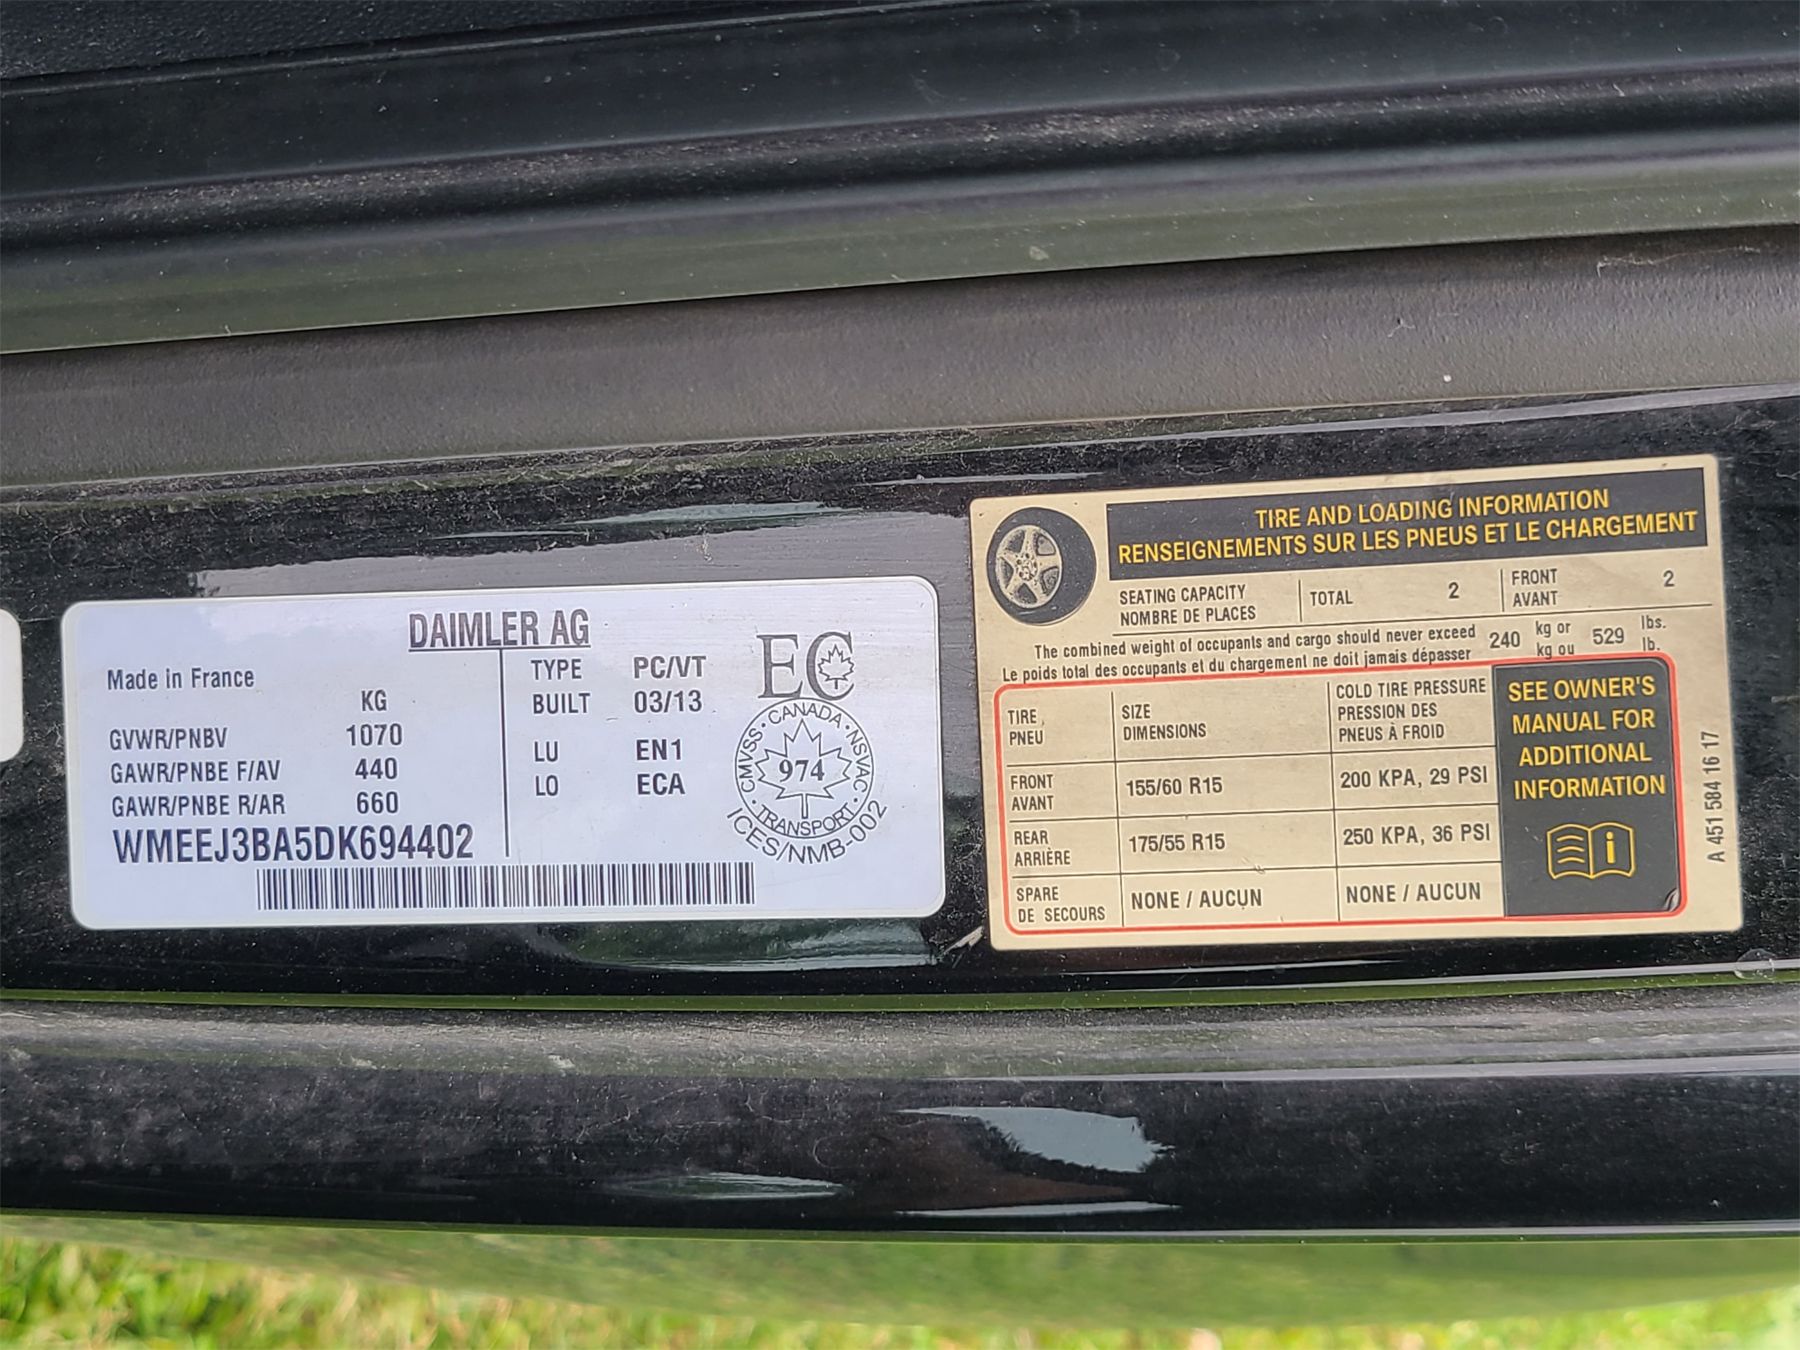 DAIMLER AG
Made in France
KG
GVWR/PNBV 1070
GAWR/PNBE F/AV 440
GAWR/PNBE R/AR 660
WMEEJ3BA5DK694402
TYPE PC/VT
BUILT 03/13
LU EN1
LO ECA
EC
CANADA · NSVAC · TRANSPORT · CMVSS ·
974
ICES/NMB-002
TIRE AND LOADING INFORMATION
RENSEIGNEMENTS SUR LES PNEUS ET LE CHARGEMENT
SEATING CAPACITY
NOMBRE DE PLACES
TOTAL 2
FRONT
AVANT
2
The combined weight of occupants and cargo should never exceed
Le poids total des occupants et du chargement ne doit jamais dépasser
240
kg or
kg ou
529
lbs.
lb.
TIRE
PNEU
SIZE
DIMENSIONS
COLD TIRE PRESSURE
PRESSION DES
PNEUS À FROID
FRONT
AVANT
155/60 R15
200 KPA, 29 PSI
REAR
ARRIÈRE
175/55 R15
250 KPA, 36 PSI
SPARE
DE SECOURS
NONE / AUCUN
NONE / AUCUN
SEE OWNER'S
MANUAL FOR
ADDITIONAL
INFORMATION
i
A 451 584 16 17